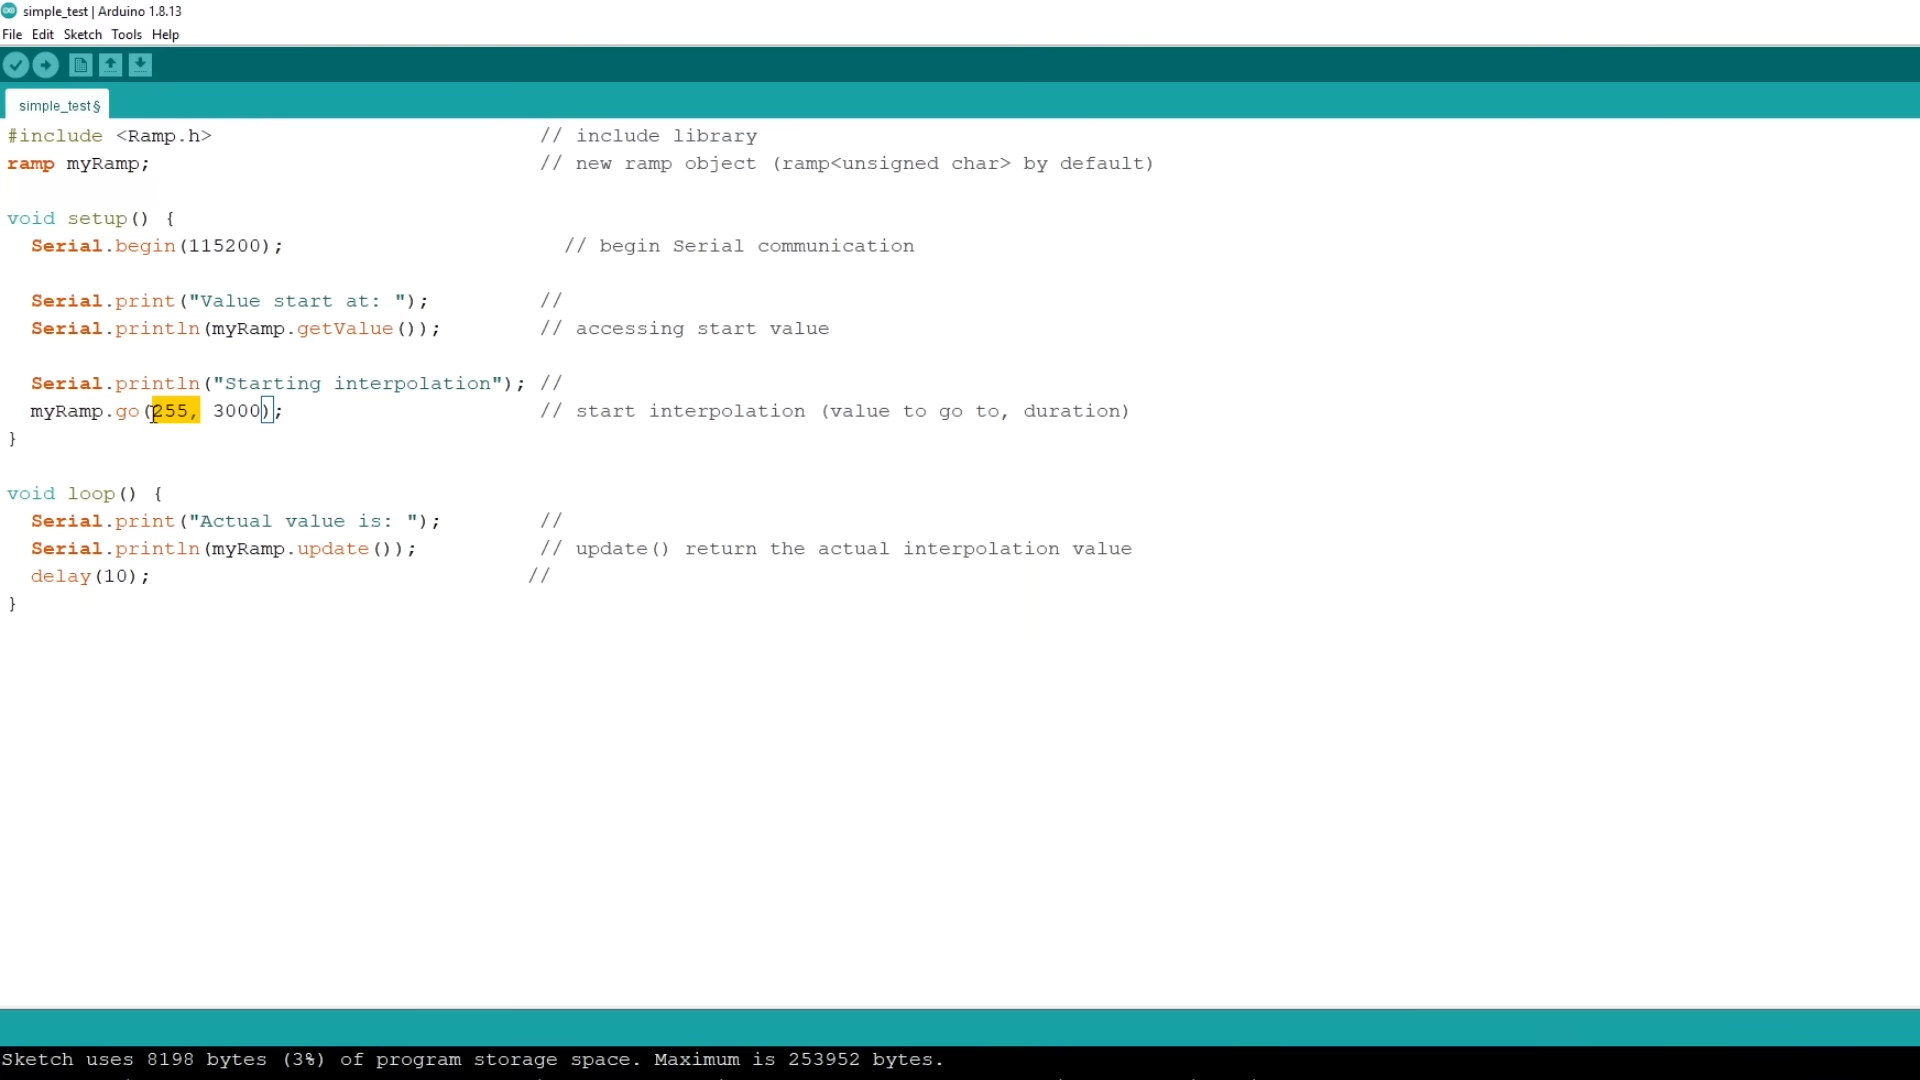 simple_test | Arduino 1.8.13
File Edit Sketch Tools Help
simple_test§
#include <Ramp.h> // include library
ramp myRamp; // new ramp object (ramp<unsigned char> by default)
void setup() {
Serial.begin(115200); // begin Serial communication
Serial.print("Value start at: "); //
Serial.println(myRamp.getValue()); // accessing start value
Serial.println("Starting interpolation"); //
myRamp.go(255, 3000); // start interpolation (value to go to, duration)
}
void loop() {
Serial.print("Actual value is: "); //
Serial.println(myRamp.update()); // update() return the actual interpolation value
delay(10); //
}
Sketch uses 8198 bytes (3%) of program storage space. Maximum is 253952 bytes.